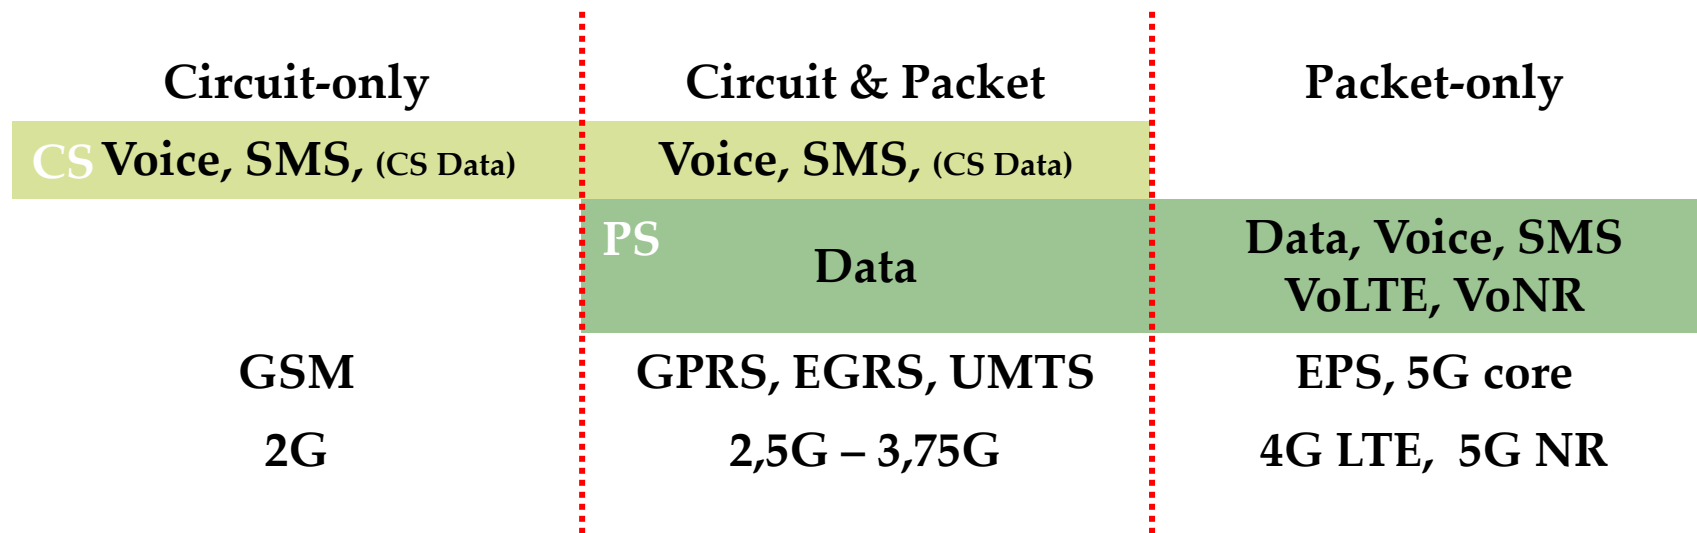 Circuit-only
Circuit & Packet
Packet-only
CS Voice, SMS, (CS Data)
Voice, SMS, (CS Data)
PS
Data
Data, Voice, SMS
VoLTE, VoNR
GSM
GPRS, EGRS, UMTS
EPS, 5G core
2G
2,5G – 3,75G
4G LTE, 5G NR